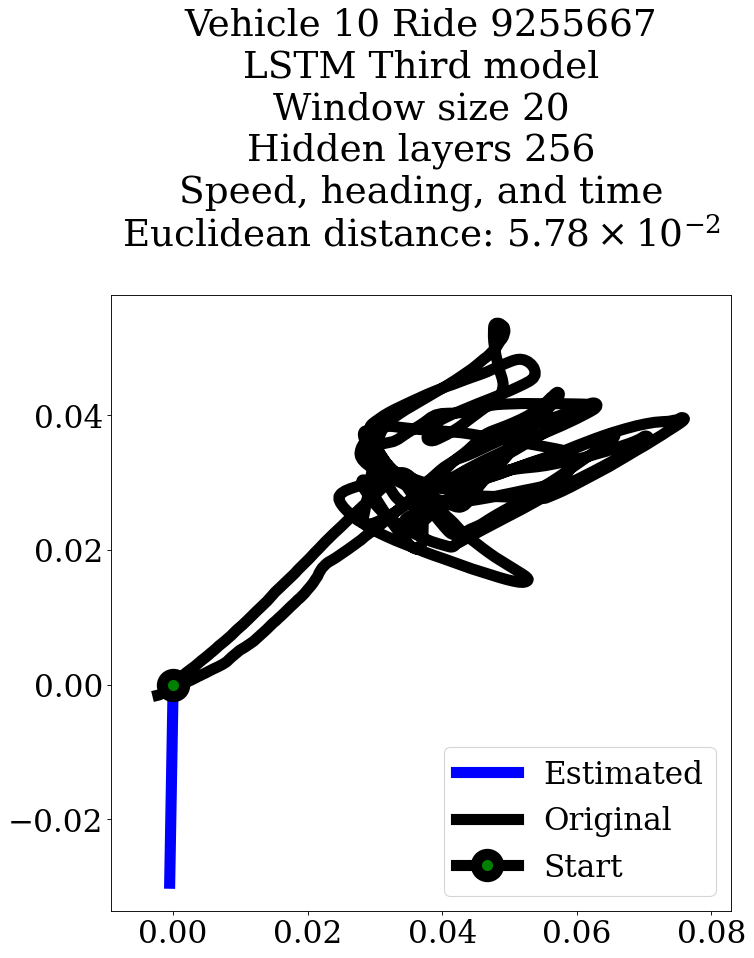 Vehicle 10 Ride 9255667
LSTM Third model
Window size 20
Hidden layers 256
Speed, heading, and time
Euclidean distance: 5.78 × 10⁻²
0.04
0.02
0.00
−0.02
Estimated
Original
Start
0.00 0.02 0.04 0.06 0.08